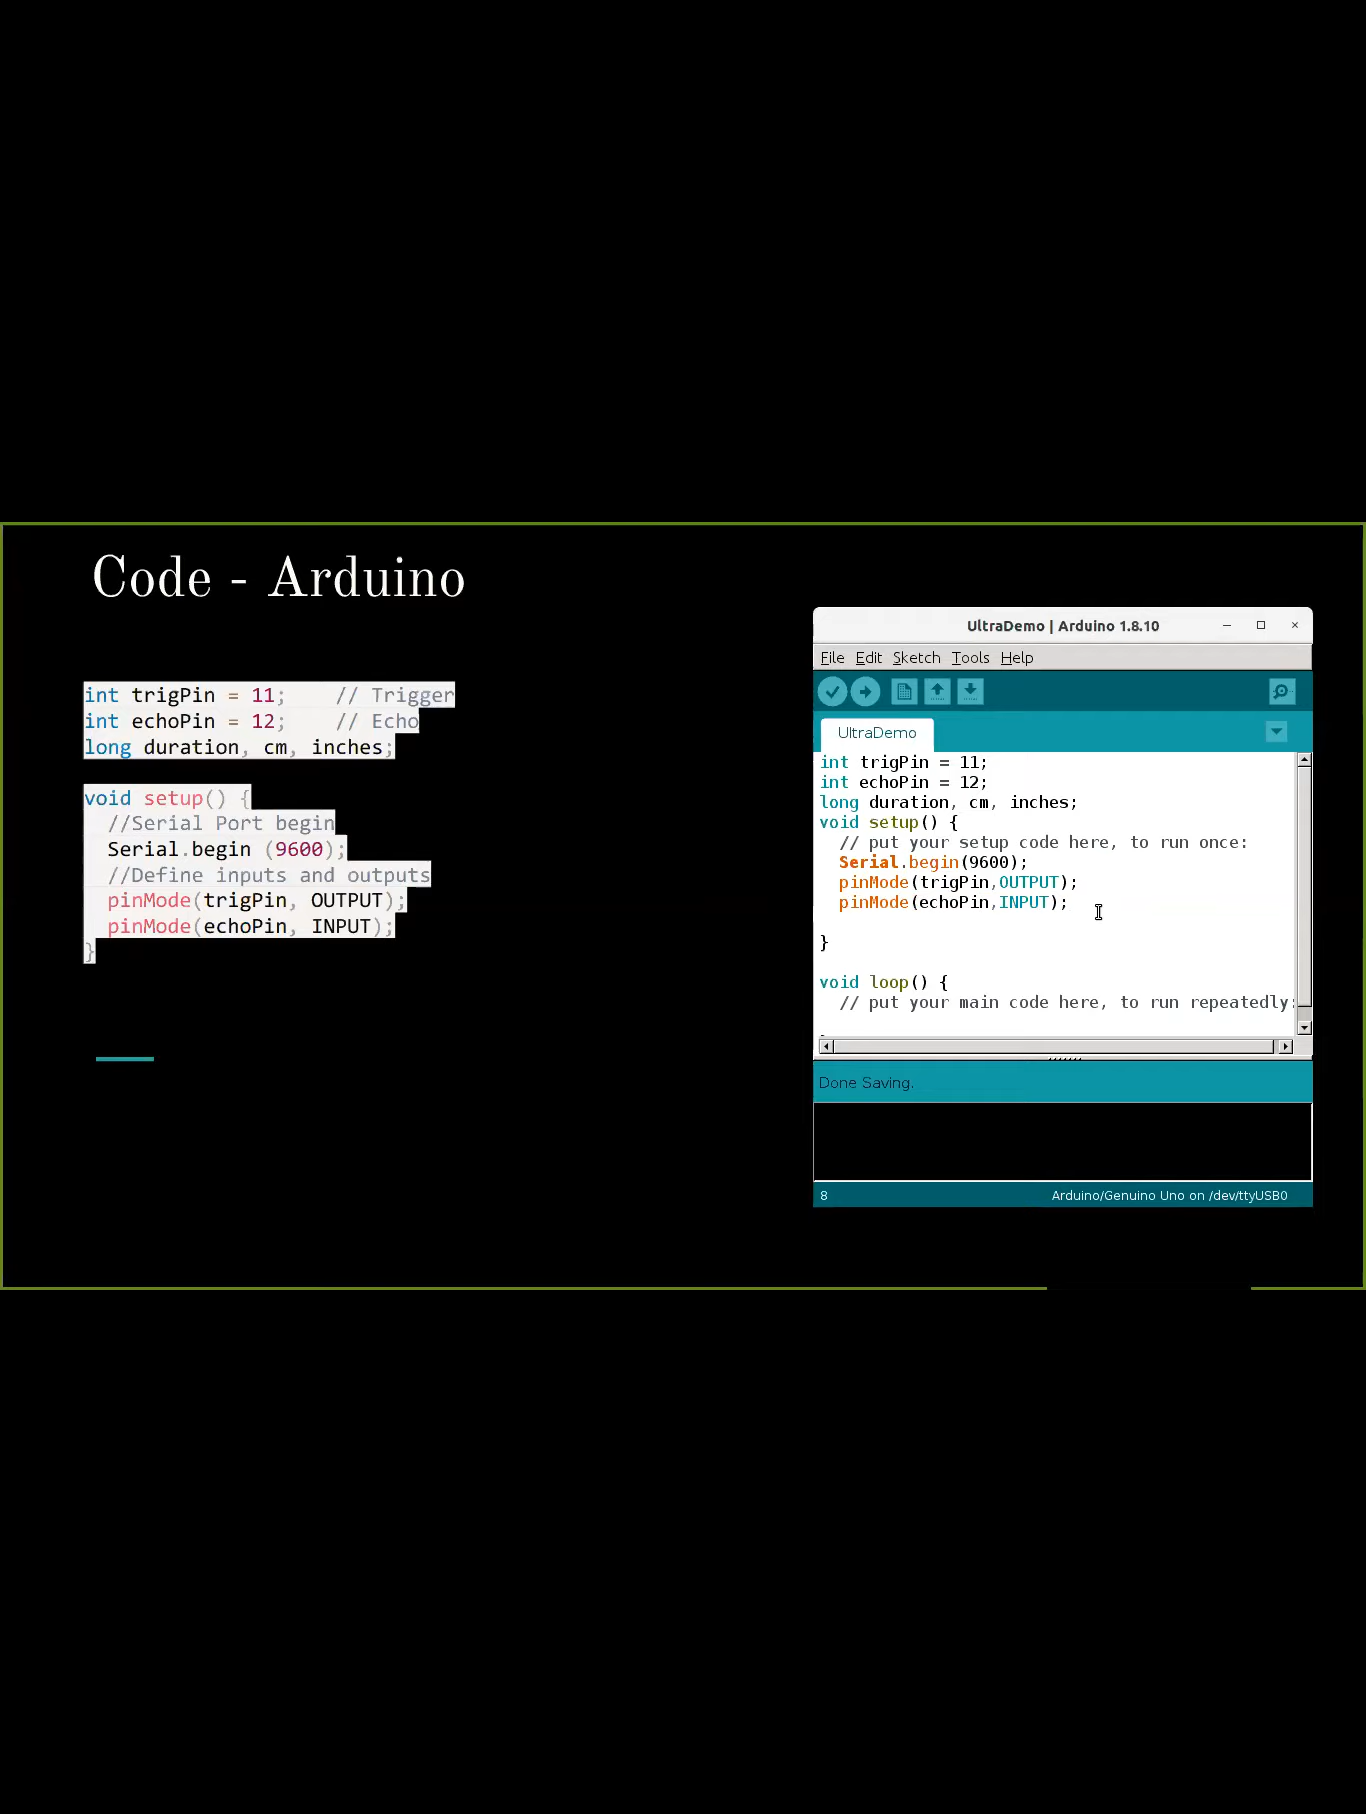 Code - Arduino
int trigPin = 11;    // Trigger
int echoPin = 12;    // Echo
long duration, cm, inches;
void setup() {
  //Serial Port begin
  Serial.begin (9600);
  //Define inputs and outputs
  pinMode(trigPin, OUTPUT);
  pinMode(echoPin, INPUT);
}
UltraDemo | Arduino 1.8.10
File Edit Sketch Tools Help
UltraDemo
int trigPin = 11;
int echoPin = 12;
long duration, cm, inches;
void setup() {
  // put your setup code here, to run once:
  Serial.begin(9600);
  pinMode(trigPin,OUTPUT);
  pinMode(echoPin,INPUT);
}
void loop() {
  // put your main code here, to run repeatedly:
Done Saving.
8
Arduino/Genuino Uno on /dev/ttyUSB0